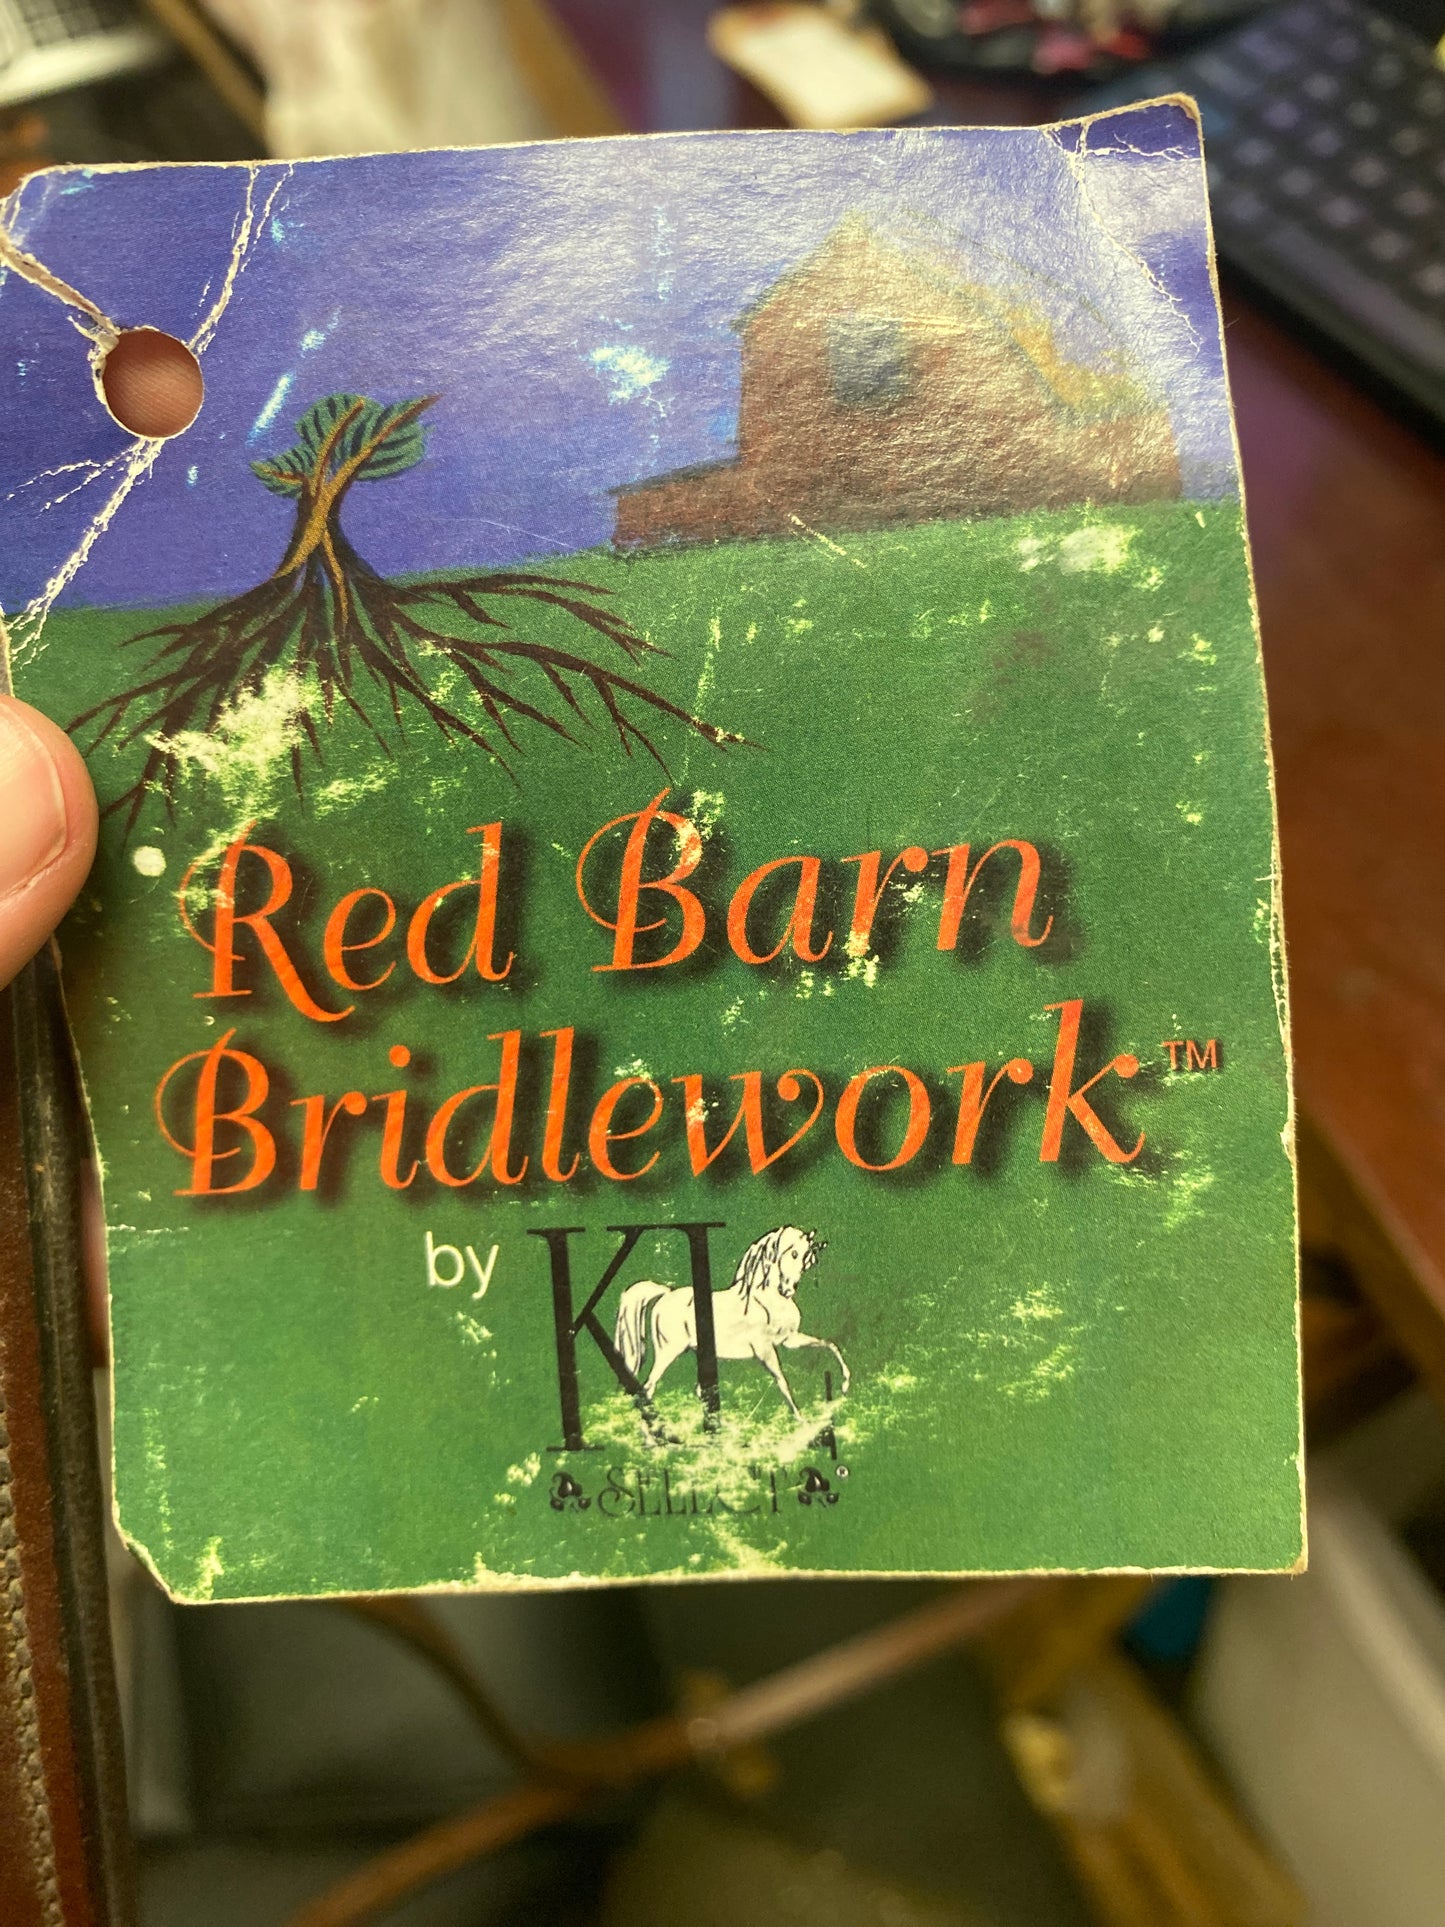 Red Barn
Bridlework™
by KL
SELECT®